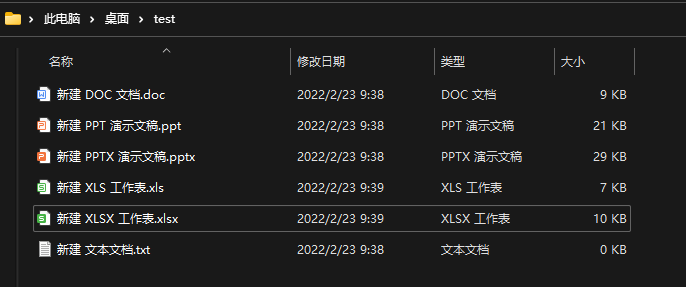 此电脑 > 桌面 > test
名称 修改日期 类型 大小
新建 DOC 文档.doc 2022/2/23 9:38 DOC 文档 9 KB
新建 PPT 演示文稿.ppt 2022/2/23 9:38 PPT 演示文稿 21 KB
新建 PPTX 演示文稿.pptx 2022/2/23 9:38 PPTX 演示文稿 29 KB
新建 XLS 工作表.xls 2022/2/23 9:39 XLS 工作表 7 KB
新建 XLSX 工作表.xlsx 2022/2/23 9:39 XLSX 工作表 10 KB
新建 文本文档.txt 2022/2/23 9:38 文本文档 0 KB